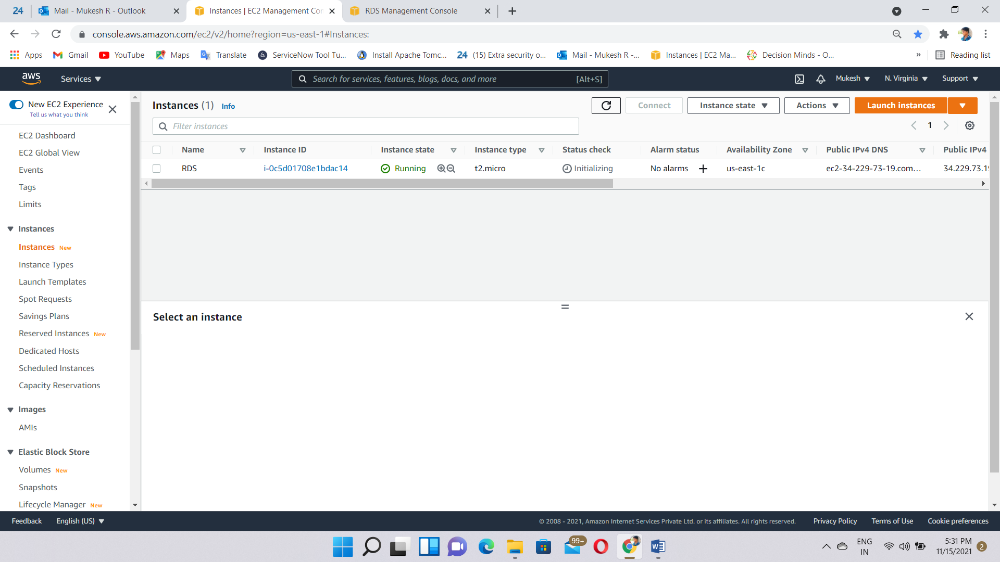 24
Mail - Mukesh R - Outlook
Instances | EC2 Management Co
RDS Management Console
console.aws.amazon.com/ec2/v2/home?region=us-east-1#Instances:
Apps
Gmail
YouTube
Maps
Translate
ServiceNow Tool Tu...
Install Apache Tomc...
24 (15) Extra security o...
Mail - Mukesh R -...
Instances | EC2 Ma...
Decision Minds - O...
»
Reading list
aws
Services
Search for services, features, blogs, docs, and more
[Alt+S]
Mukesh
N. Virginia
Support
New EC2 Experience
Tell us what you think
EC2 Dashboard
EC2 Global View
Events
Tags
Limits
Instances
Instances New
Instance Types
Launch Templates
Spot Requests
Savings Plans
Reserved Instances New
Dedicated Hosts
Scheduled Instances
Capacity Reservations
Images
AMIs
Elastic Block Store
Volumes New
Snapshots
Lifecycle Manager New
Instances (1) Info
Connect
Instance state
Actions
Launch instances
Filter instances
1
Name
Instance ID
Instance state
Instance type
Status check
Alarm status
Availability Zone
Public IPv4 DNS
Public IPv4
RDS
i-0c5d01708e1bdac14
Running
t2.micro
Initializing
No alarms
us-east-1c
ec2-34-229-73-19.com...
34.229.73.19
Select an instance
Feedback
English (US)
© 2008 - 2021, Amazon Internet Services Private Ltd. or its affiliates. All rights reserved.
Privacy Policy
Terms of Use
Cookie preferences
99+
ENG
IN
5:31 PM
11/15/2021
2